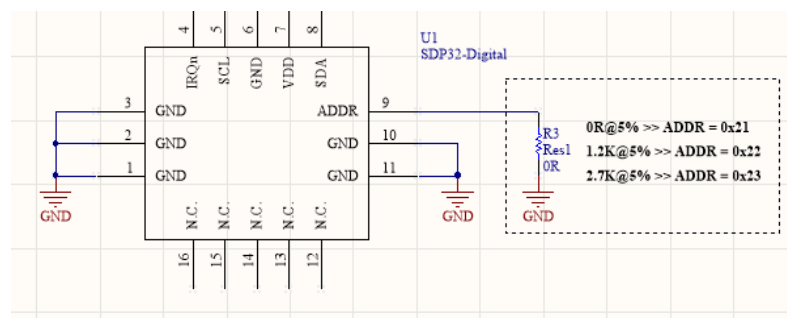 4 5 6 7 8
IRQn SCL GND VDD SDA
U1
SDP32-Digital
3 GND ADDR 9
2 GND GND 10
1 GND GND 11
R3
Res1
0R
0R@5% >> ADDR = 0x21
1.2K@5% >> ADDR = 0x22
2.7K@5% >> ADDR = 0x23
GND GND GND
N.C. N.C. N.C. N.C. N.C.
16 15 14 13 12